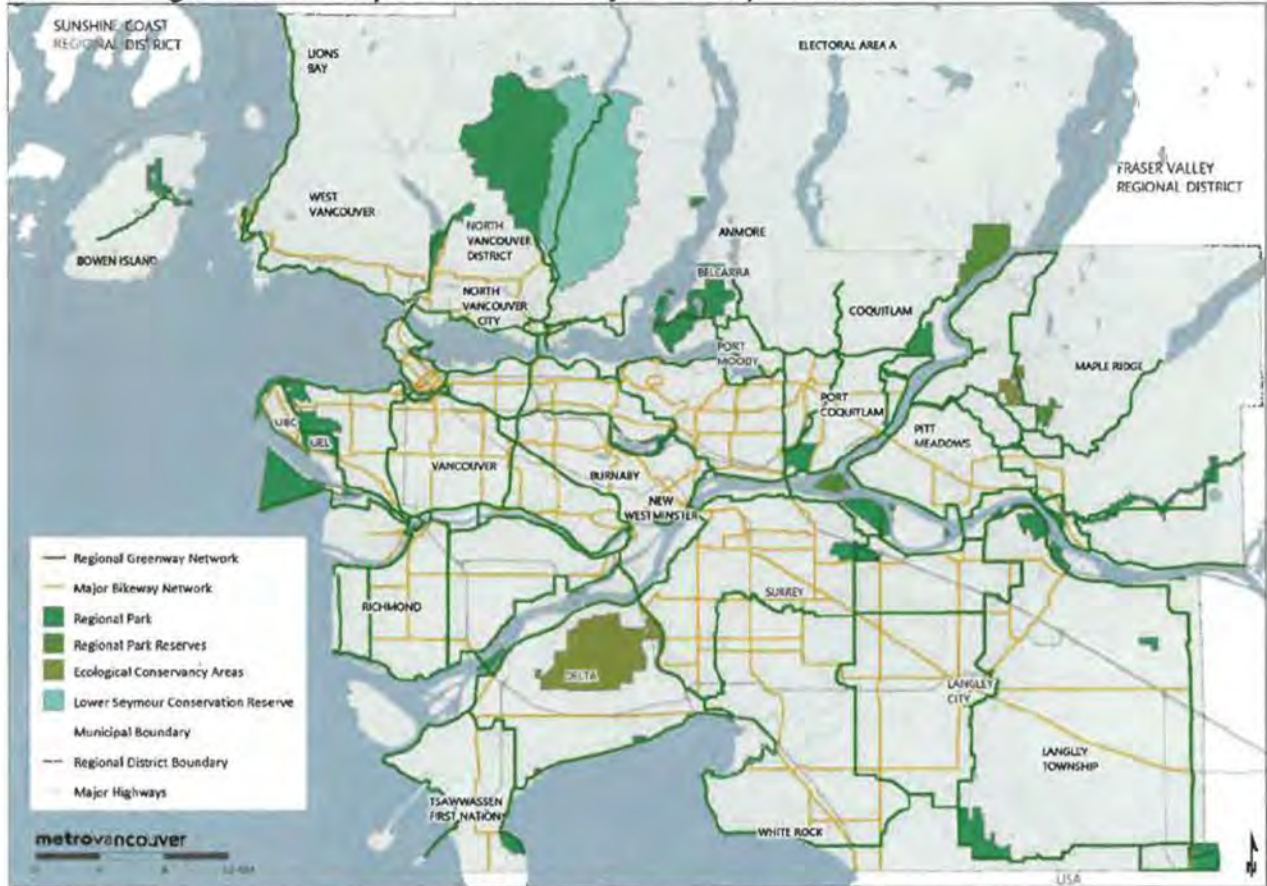 SUNSHINE COAST
REGIONAL DISTRICT
LIONS
BAY
ELECTORAL AREA A
FRASER VALLEY
REGIONAL DISTRICT
WEST
VANCOUVER
NORTH
VANCOUVER
DISTRICT
ANMORE
BOWEN ISLAND
BELCARRA
NORTH
VANCOUVER
CITY
COQUITLAM
PORT
MOODY
MAPLE RIDGE
PORT
COQUITLAM
UBC
UEL
PITT
MEADOWS
VANCOUVER
BURNABY
NEW
WESTMINSTER
Regional Greenway Network
Major Bikeway Network
Regional Park
Regional Park Reserves
Ecological Conservancy Areas
Lower Seymour Conservation Reserve
Municipal Boundary
Regional District Boundary
Major Highways
RICHMOND
SURREY
DELTA
LANGLEY
CITY
LANGLEY
TOWNSHIP
TSAWWASSEN
FIRST NATION
WHITE ROCK
metrovancouver
0
N
USA